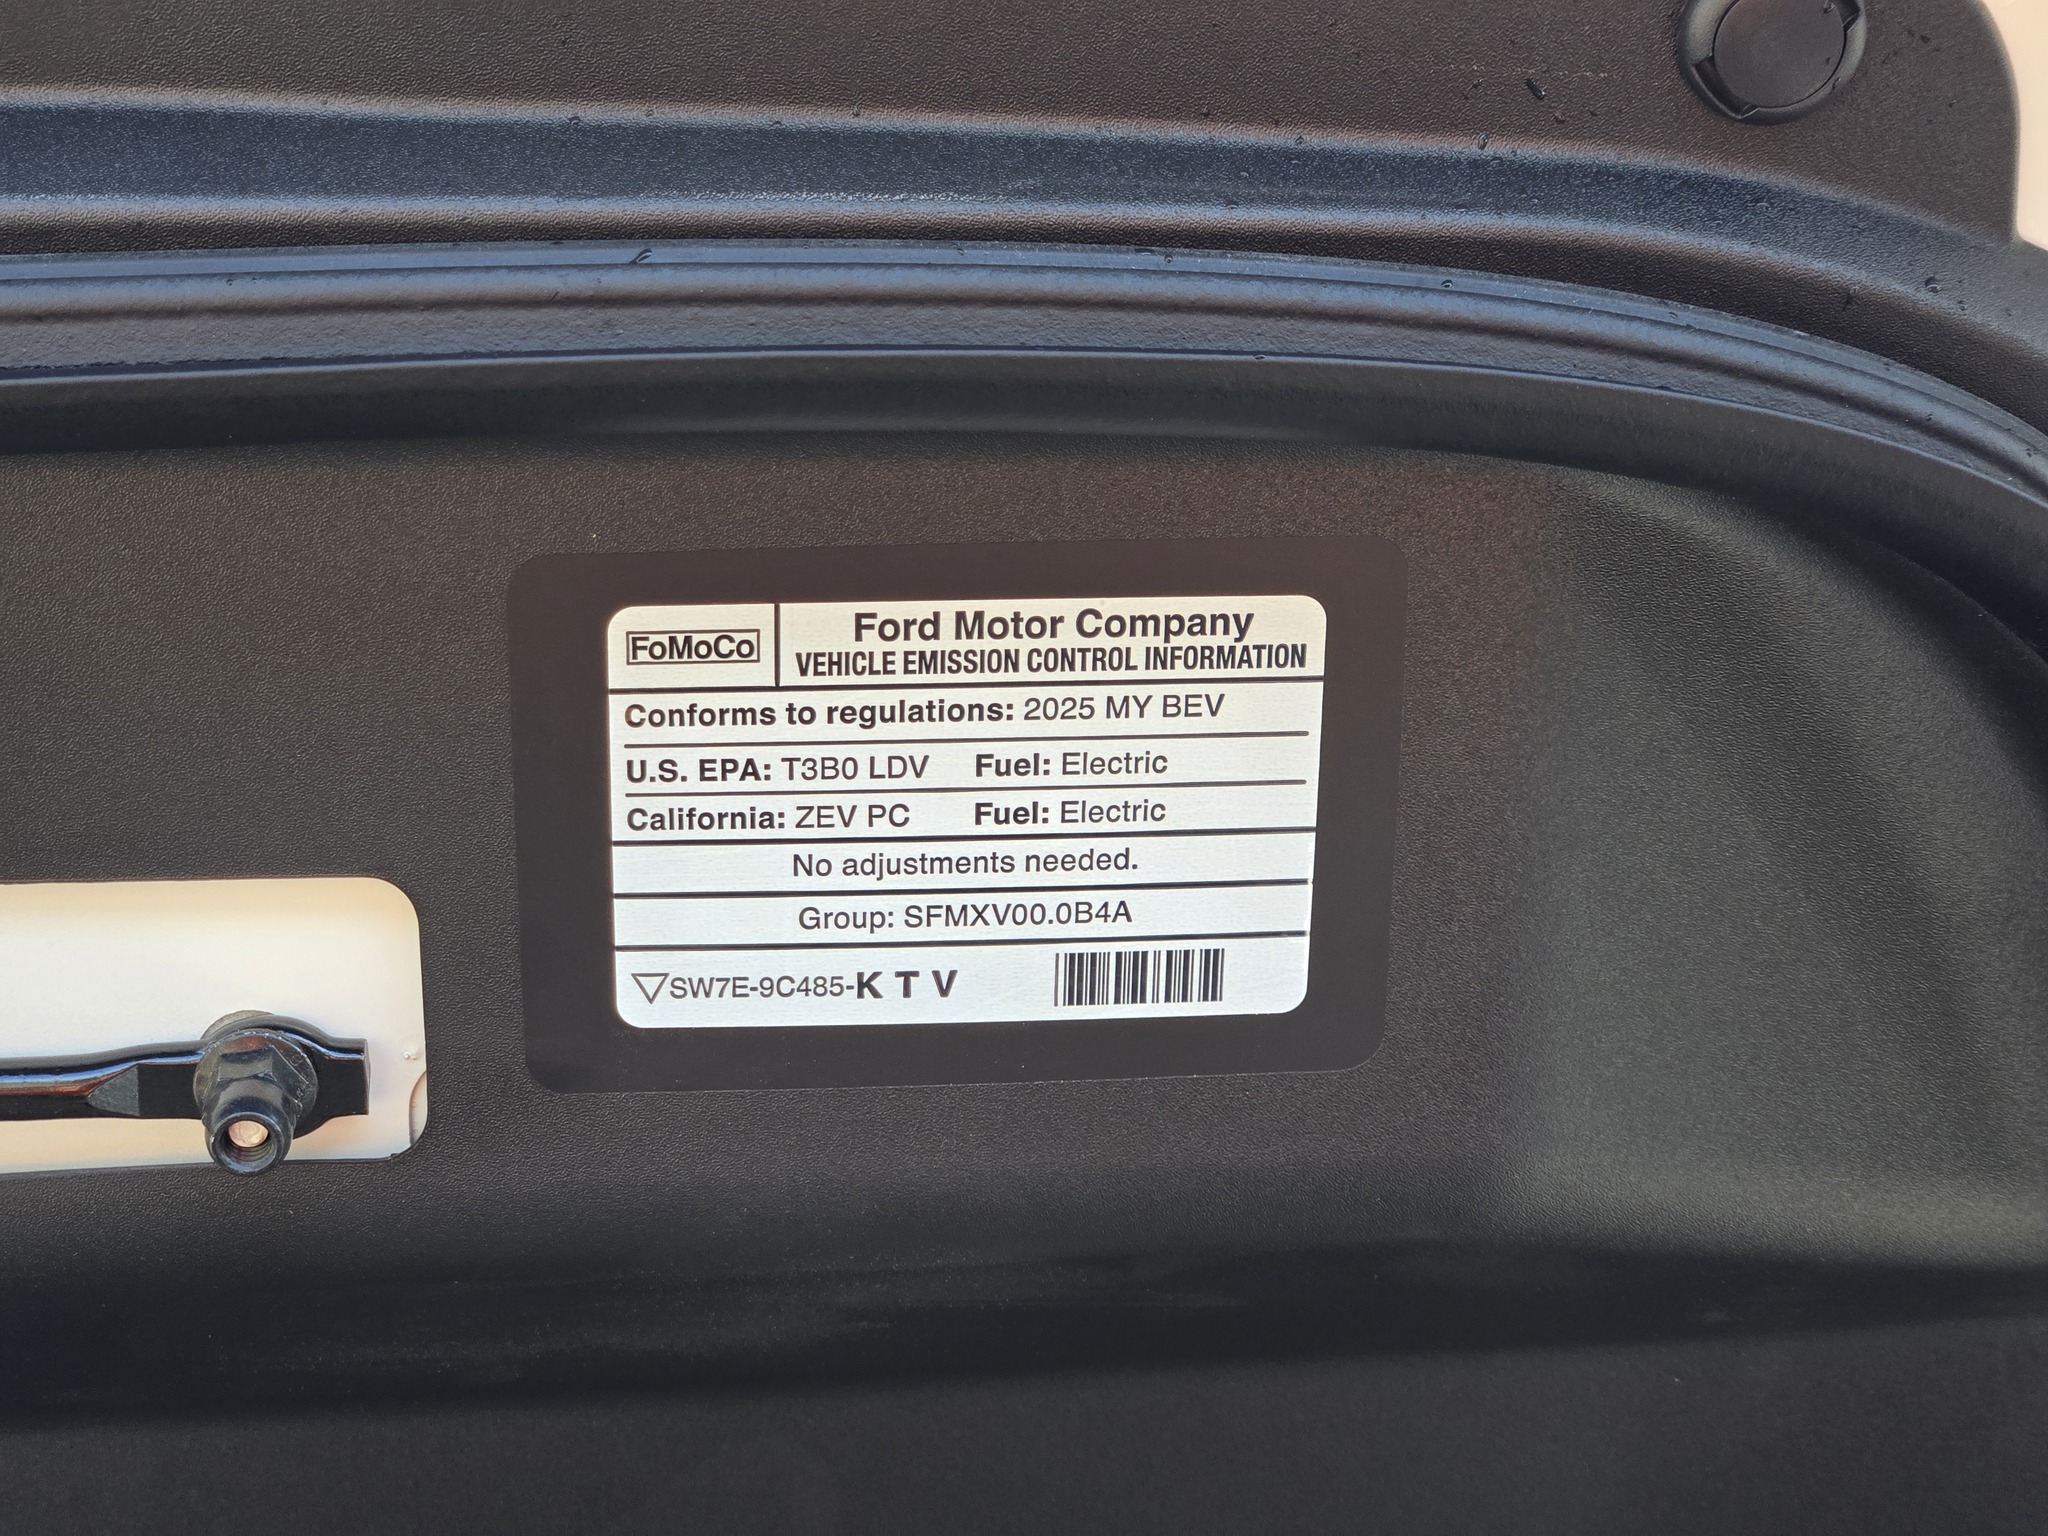 FoMoCo
Ford Motor Company
VEHICLE EMISSION CONTROL INFORMATION
Conforms to regulations: 2025 MY BEV
U.S. EPA: T3B0 LDV Fuel: Electric
California: ZEV PC Fuel: Electric
No adjustments needed.
Group: SFMXV00.0B4A
SW7E-9C485-K T V